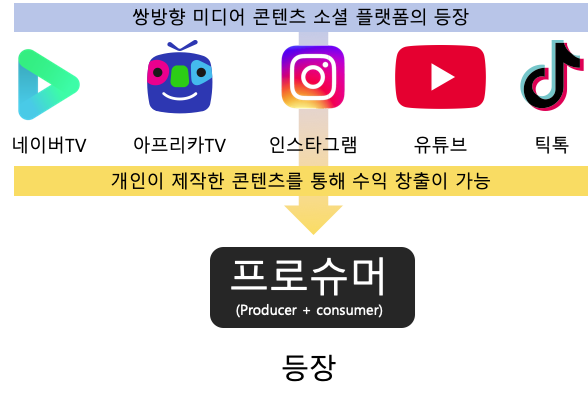 쌍방향 미디어 콘텐츠 소셜 플랫폼의 등장
네이버TV 아프리카TV 인스타그램 유튜브 틱톡
개인이 제작한 콘텐츠를 통해 수익 창출이 가능
프로슈머
(Producer + consumer)
등장